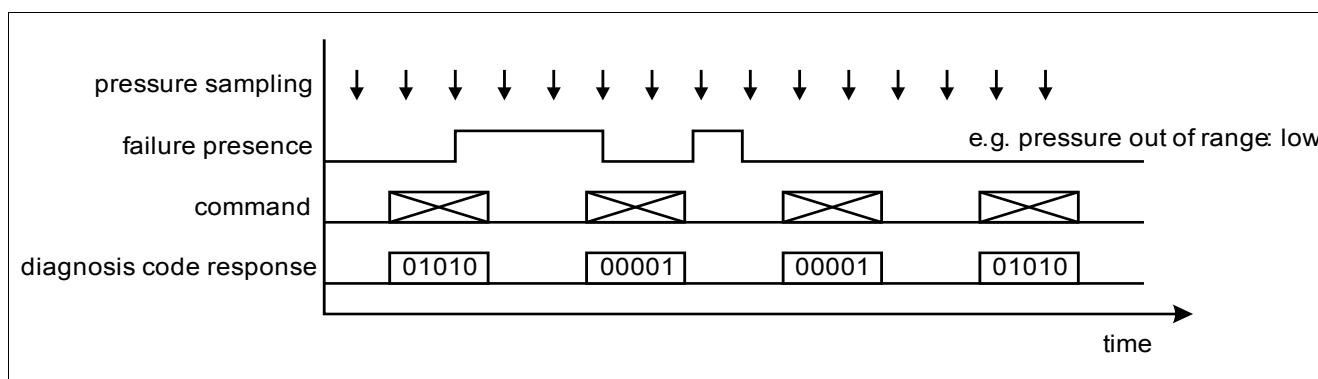 pressure sampling
failure presence
e.g. pressure out of range: low
command
diagnosis code response
01010
00001
00001
01010
time